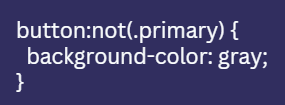 button:not(.primary) {
  background-color: gray;
}